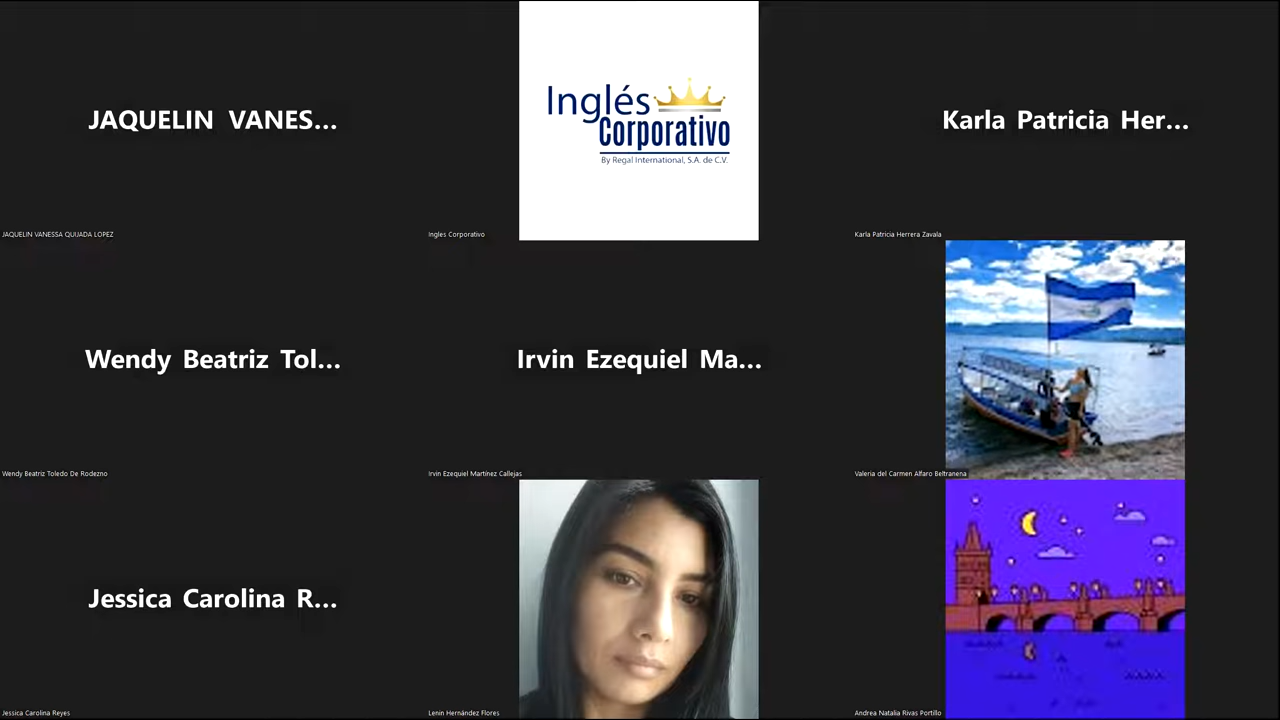 JAQUELIN VANES...
JAQUELIN VANESSA QUIJADA LOPEZ
Inglés
Corporativo
By Regal International, S.A. de C.V.
Ingles Corporativo
Karla Patricia Her...
Karla Patricia Herrera Zavala
Wendy Beatriz Tol...
Wendy Beatriz Toledo De Rodezno
Irvin Ezequiel Ma...
Irvin Ezequiel Martínez Callejas
Valeria del Carmen Alfaro Beltranena
Jessica Carolina R...
Jessica Carolina Reyes
Lenin Hernández Flores
Andrea Natalia Rivas Portillo